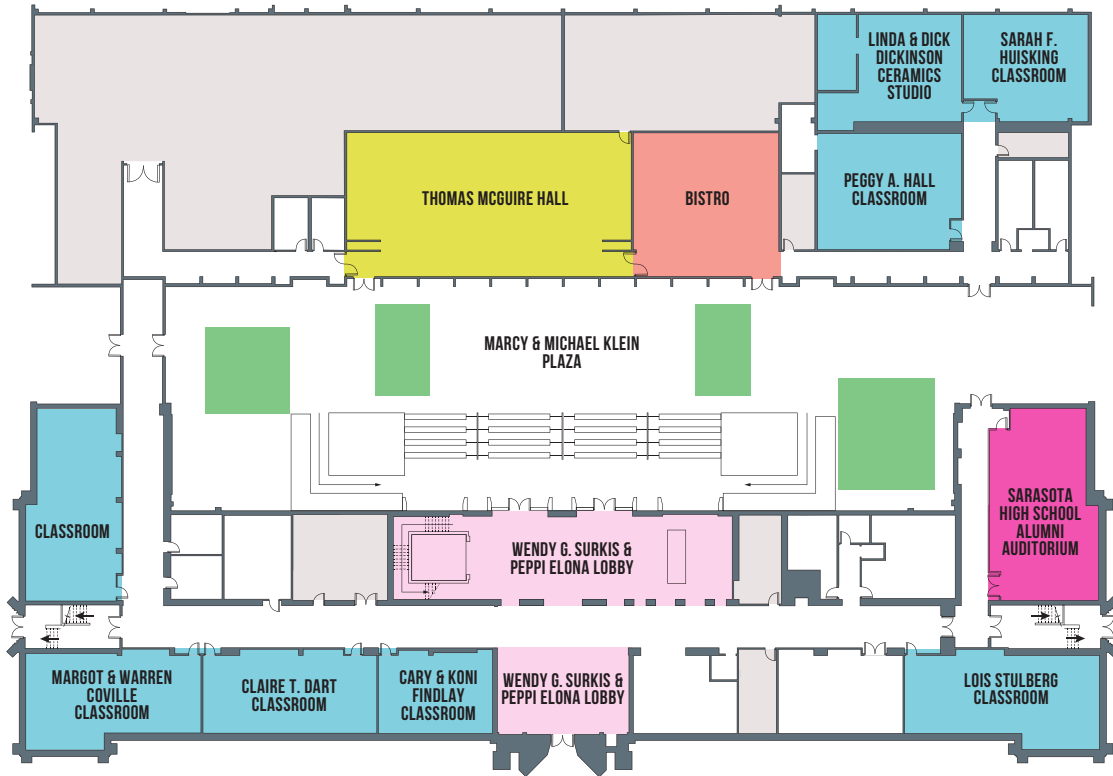 LINDA & DICK
DICKINSON
CERAMICS
STUDIO
SARAH F.
HUISKING
CLASSROOM
THOMAS MCGUIRE HALL
BISTRO
PEGGY A. HALL
CLASSROOM
MARCY & MICHAEL KLEIN
PLAZA
CLASSROOM
WENDY G. SURKIS &
PEPPI ELONA LOBBY
SARASOTA
HIGH SCHOOL
ALUMNI
AUDITORIUM
MARGOT & WARREN
COVILLE
CLASSROOM
CLAIRE T. DART
CLASSROOM
CARY & KONI
FINDLAY
CLASSROOM
WENDY G. SURKIS &
PEPPI ELONA LOBBY
LOIS STULBERG
CLASSROOM